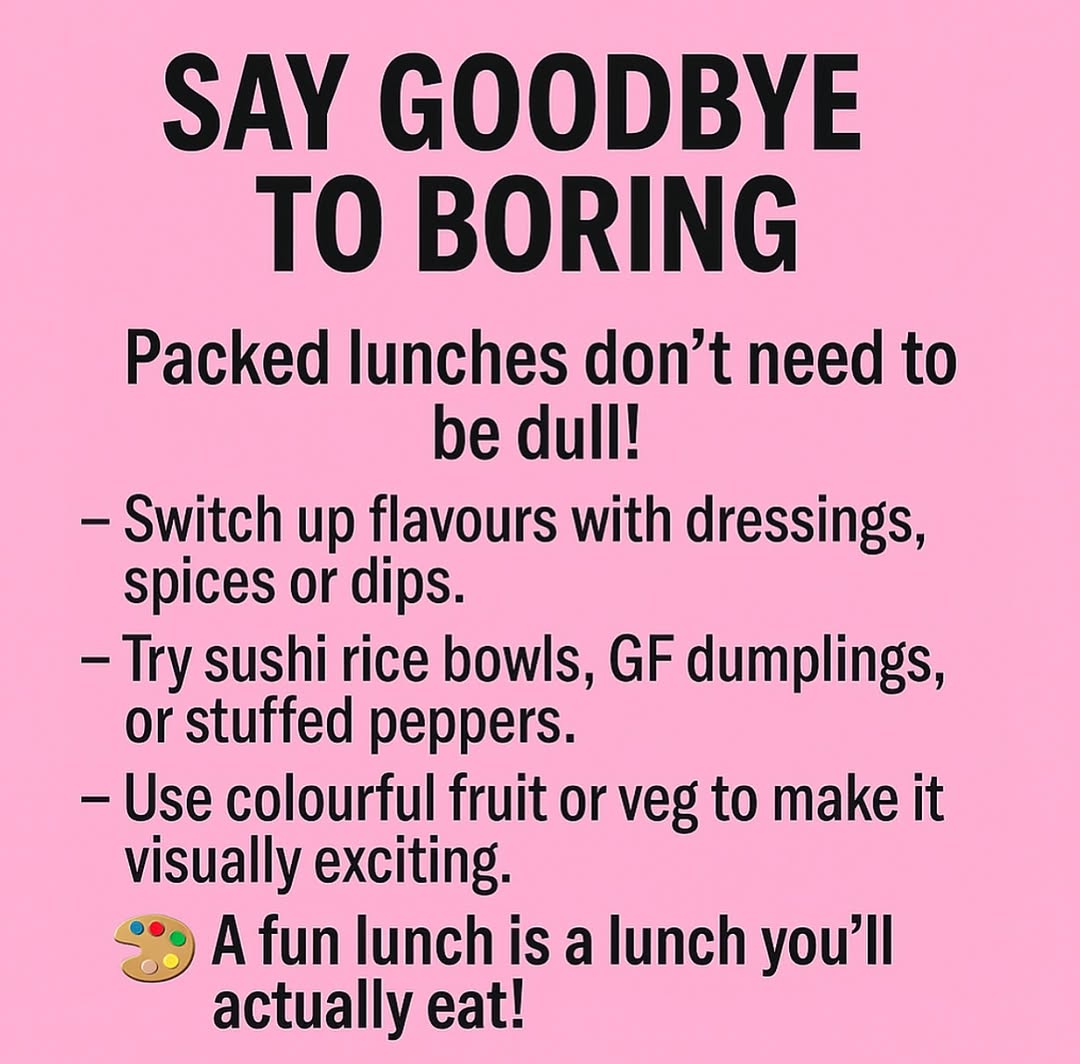 SAY GOODBYE
TO BORING
Packed lunches don’t need to
be dull!
– Switch up flavours with dressings,
spices or dips.
– Try sushi rice bowls, GF dumplings,
or stuffed peppers.
– Use colourful fruit or veg to make it
visually exciting.
🎨 A fun lunch is a lunch you’ll
actually eat!